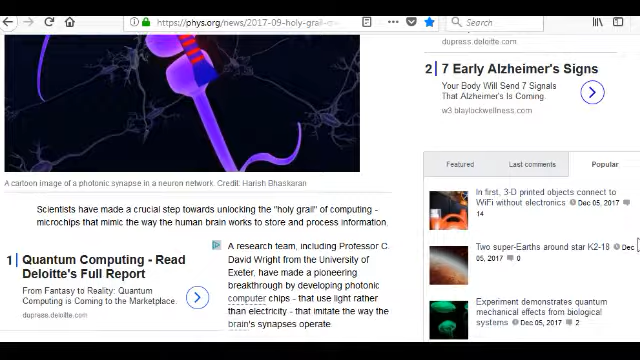 https://phys.org/news/2017-09-holy-grail-
Search
dupress.deloitte.com
2 7 Early Alzheimer's Signs
Your Body Will Send 7 Signals
That Alzheimer's Is Coming.
w3.blaylockwellness.com
A cartoon image of a photonic synapse in a neuron network. Credit: Harish Bhaskaran
Scientists have made a crucial step towards unlocking the "holy grail" of computing -
microchips that mimic the way the human brain works to store and process information.
1 Quantum Computing - Read
Deloitte's Full Report
From Fantasy to Reality: Quantum
Computing is Coming to the Marketplace.
dupress.deloitte.com
A research team, including Professor C.
David Wright from the University of
Exeter, have made a pioneering
breakthrough by developing photonic
computer chips - that use light rather
than electricity - that imitate the way the
brain's synapses operate.
Featured
Last comments
Popular
In first, 3-D printed objects connect to
WiFi without electronics Dec 05, 2017
14
Two super-Earths around star K2-18 Dec
05, 2017 0
Experiment demonstrates quantum
mechanical effects from biological
systems Dec 05, 2017 2